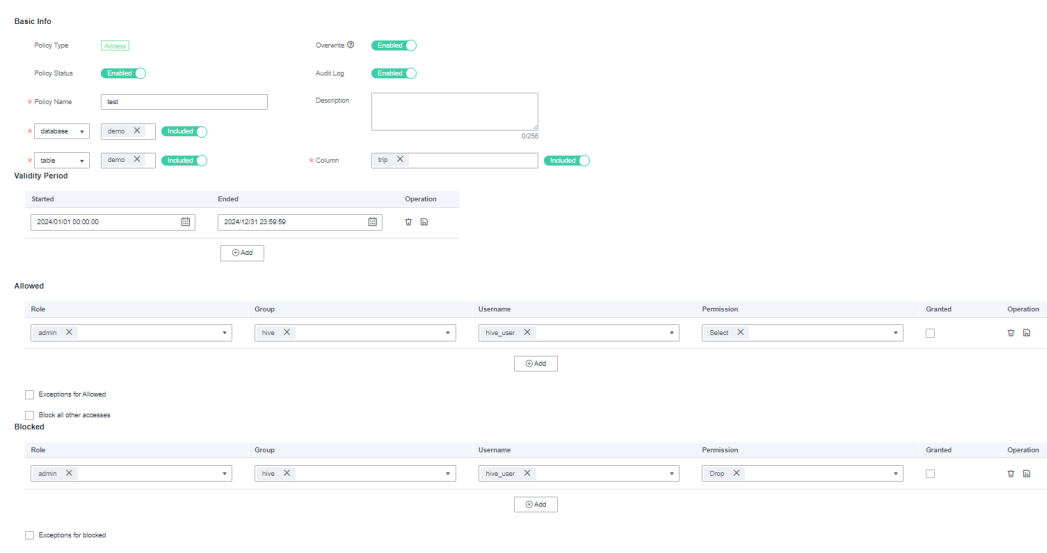 Basic Info
Policy Type Access Overwrite ? Enabled
Policy Status Enabled Audit Log Enabled
* Policy Name test Description
0/256
* database demo Included
* table demo Included * Column trip Included
Validity Period
Started Ended Operation
2024/01/01 00:00:00 2024/12/31 23:59:59
Add
Allowed
Role Group Username Permission Granted Operation
admin hive hive_user Select
Add
Exceptions for Allowed
Block all other accesses
Blocked
Role Group Username Permission Granted Operation
admin hive hive_user Drop
Add
Exceptions for blocked